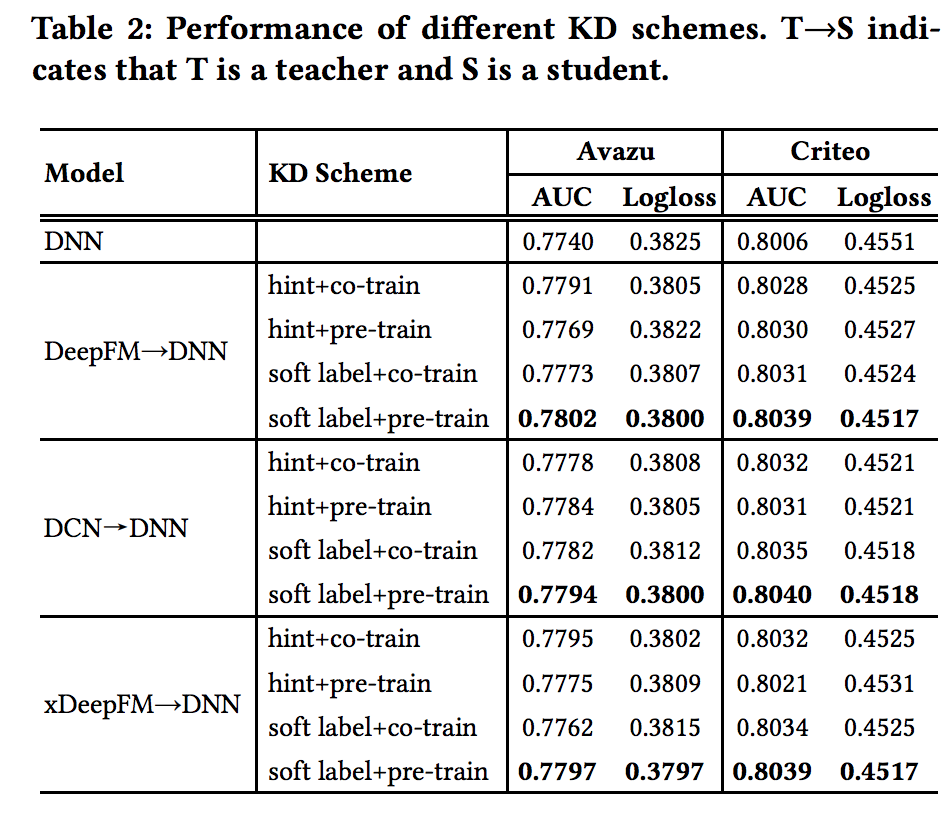 Table 2: Performance of different KD schemes. T→S indi-
cates that T is a teacher and S is a student.
Model KD Scheme Avazu Criteo
AUC Logloss AUC Logloss
DNN 0.7740 0.3825 0.8006 0.4551
DeepFM→DNN
hint+co-train 0.7791 0.3805 0.8028 0.4525
hint+pre-train 0.7769 0.3822 0.8030 0.4527
soft label+co-train 0.7773 0.3807 0.8031 0.4524
soft label+pre-train 0.7802 0.3800 0.8039 0.4517
DCN→DNN
hint+co-train 0.7778 0.3808 0.8032 0.4521
hint+pre-train 0.7784 0.3805 0.8031 0.4521
soft label+co-train 0.7782 0.3812 0.8035 0.4518
soft label+pre-train 0.7794 0.3800 0.8040 0.4518
xDeepFM→DNN
hint+co-train 0.7795 0.3802 0.8032 0.4525
hint+pre-train 0.7775 0.3809 0.8021 0.4531
soft label+co-train 0.7762 0.3815 0.8034 0.4525
soft label+pre-train 0.7797 0.3797 0.8039 0.4517